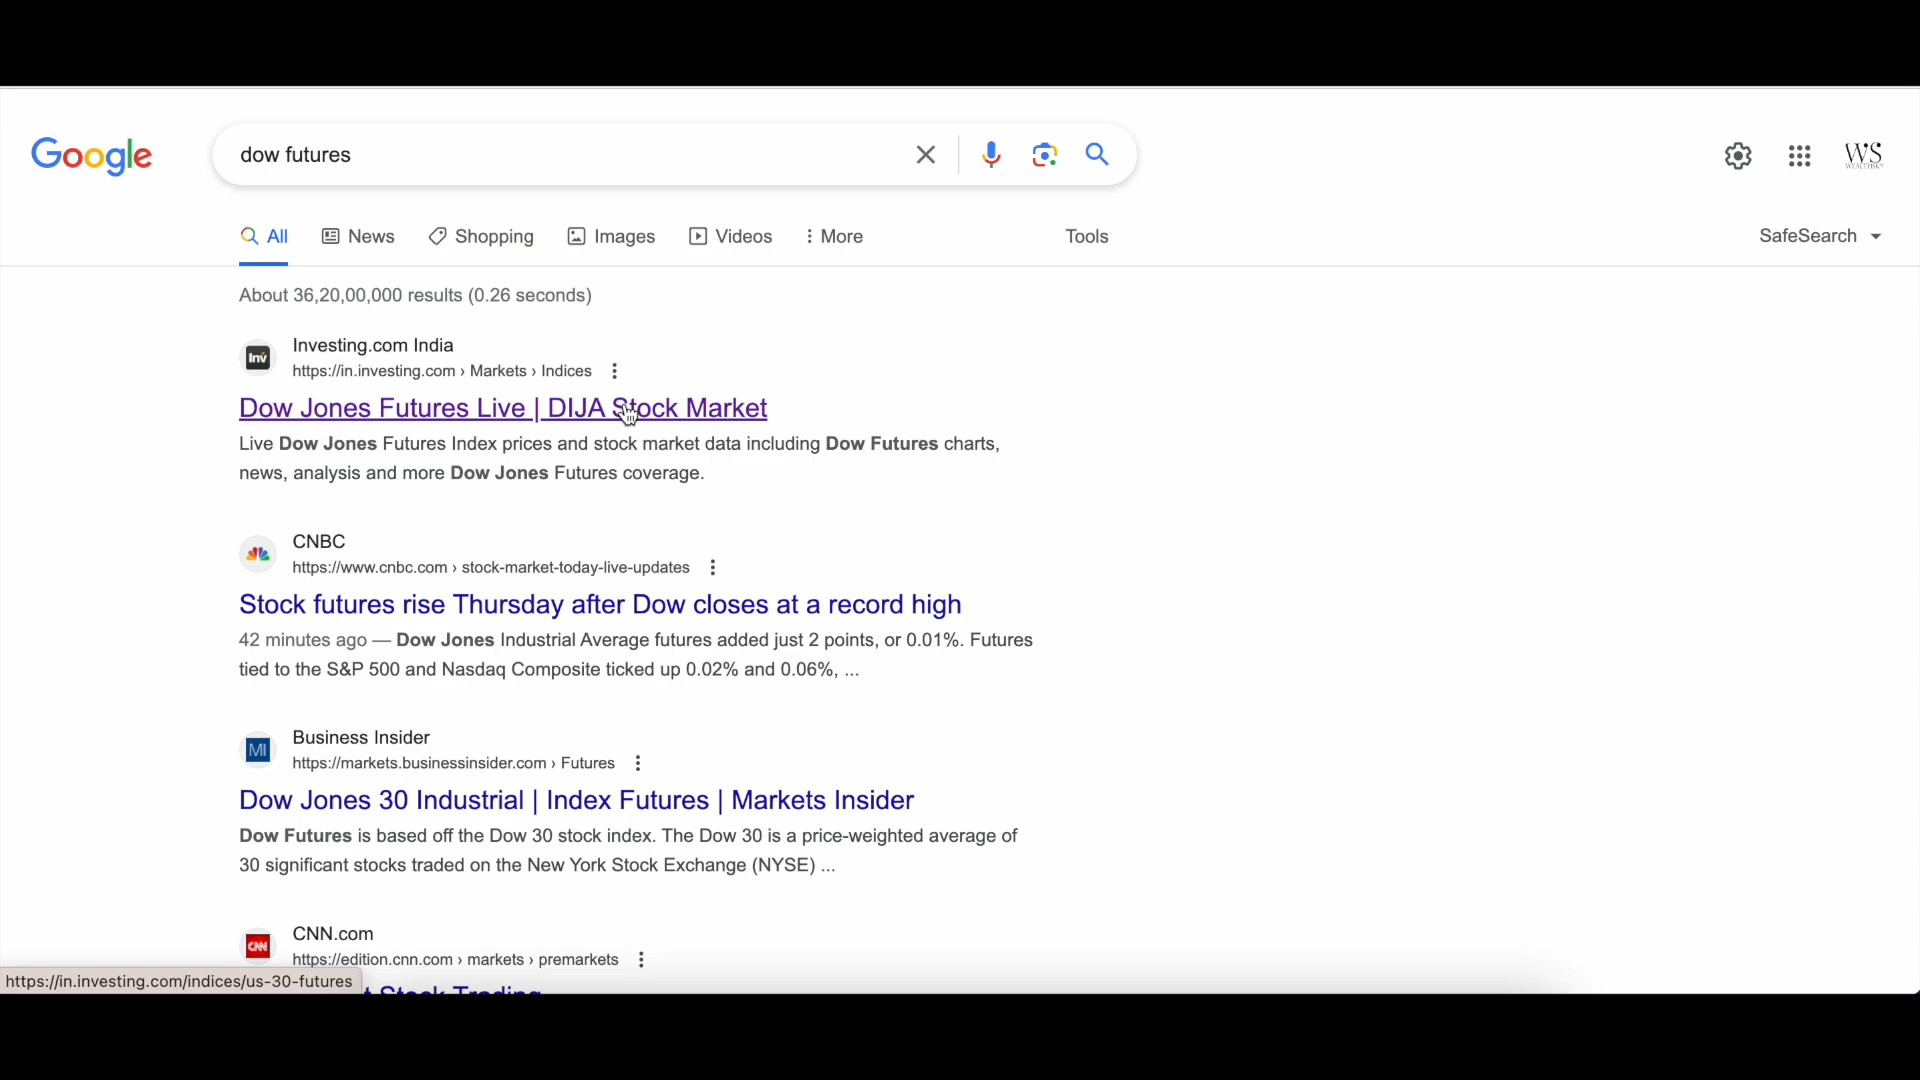 Google
dow futures
WS
WEALTHSKY
All News Shopping Images Videos More Tools SafeSearch
About 36,20,00,000 results (0.26 seconds)
Inv
Investing.com India
https://in.investing.com › Markets › Indices
Dow Jones Futures Live | DIJA Stock Market
Live Dow Jones Futures Index prices and stock market data including Dow Futures charts,
news, analysis and more Dow Jones Futures coverage.
CNBC
https://www.cnbc.com › stock-market-today-live-updates
Stock futures rise Thursday after Dow closes at a record high
42 minutes ago — Dow Jones Industrial Average futures added just 2 points, or 0.01%. Futures
tied to the S&P 500 and Nasdaq Composite ticked up 0.02% and 0.06%, ...
MI
Business Insider
https://markets.businessinsider.com › Futures
Dow Jones 30 Industrial | Index Futures | Markets Insider
Dow Futures is based off the Dow 30 stock index. The Dow 30 is a price-weighted average of
30 significant stocks traded on the New York Stock Exchange (NYSE) ...
CNN
CNN.com
https://edition.cnn.com › markets › premarkets
https://in.investing.com/indices/us-30-futures
t Stock Trading